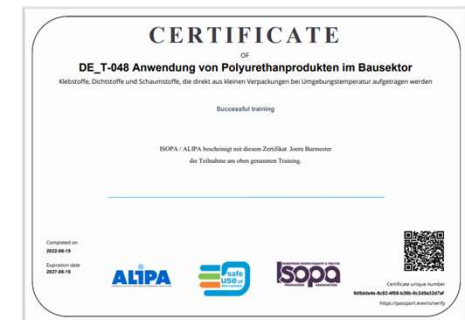 CERTIFICATE
OF
DE_T-048 Anwendung von Polyurethanprodukten im Bausektor
Klebstoffe, Dichtstoffe und Schaumstoffe, die direkt aus kleinen Verpackungen bei Umgebungstemperatur aufgetragen werden
Successful training
ISOPA / ALIPA bescheinigt mit diesem Zertifikat Joern Burmester
die Teilnahme am oben genannten Training.
Completed on
2022-06-15
Expiration date
2027-06-15
ALIPA
safe
use of
isopa
Certificate unique number
https://passport.events/verify